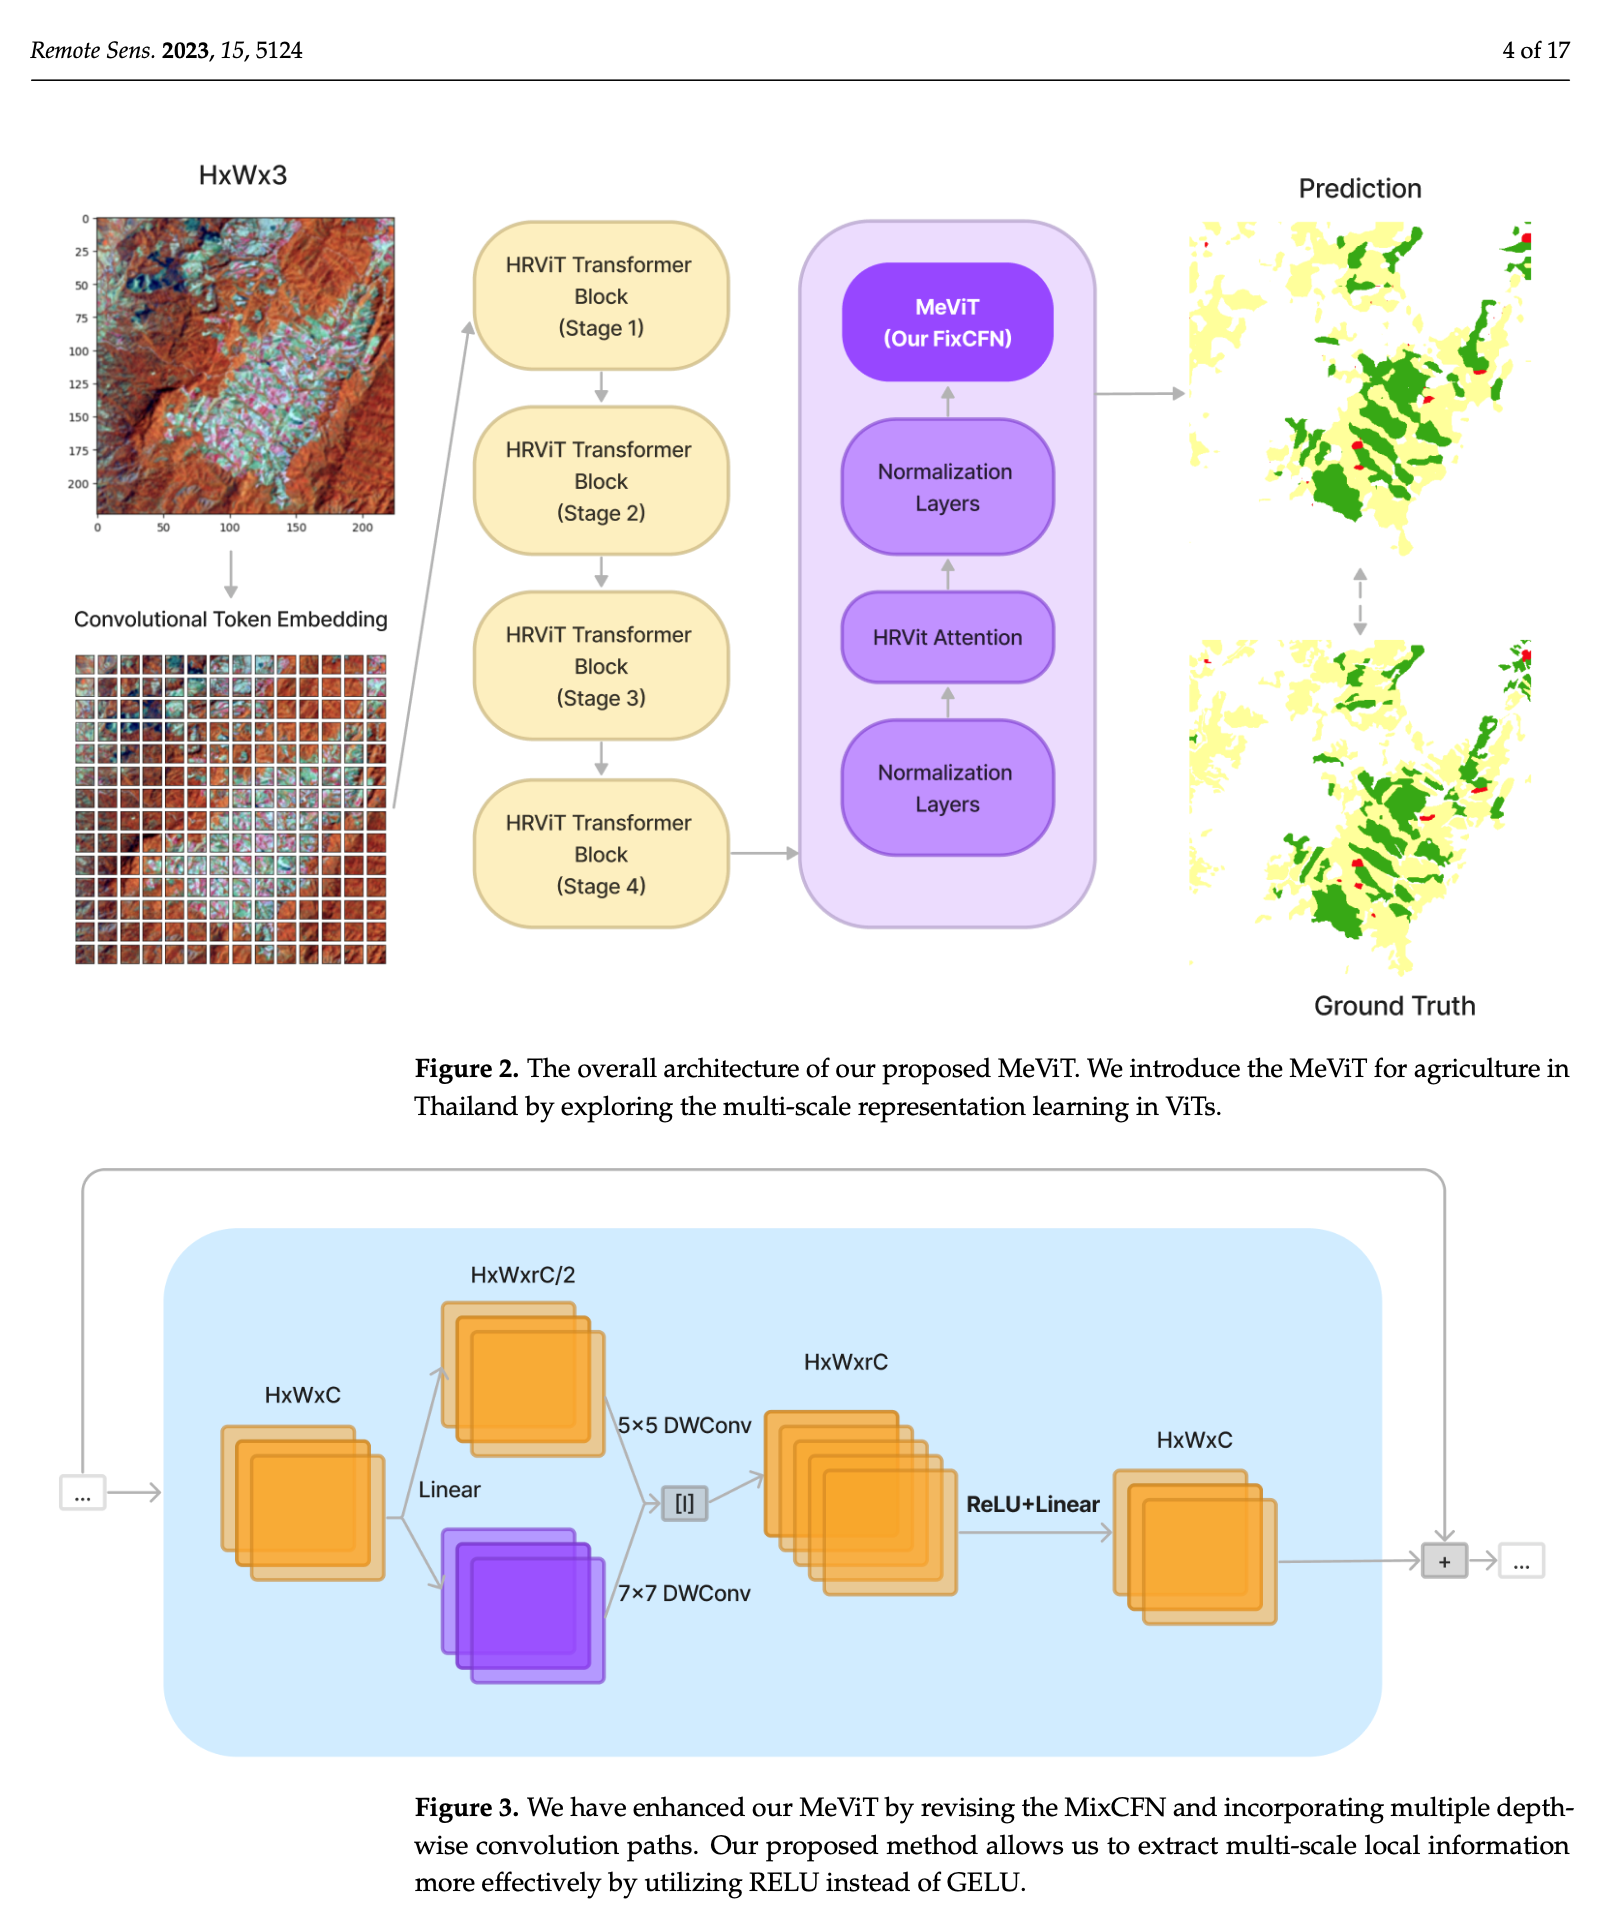 Remote Sens. 2023, 15, 5124
4 of 17
HxWx3
0
25
50
75
100
125
150
175
200
0 50 100 150 200
Convolutional Token Embedding
HRViT Transformer
Block
(Stage 1)
HRViT Transformer
Block
(Stage 2)
HRViT Transformer
Block
(Stage 3)
HRViT Transformer
Block
(Stage 4)
MeViT
(Our FixCFN)
Normalization
Layers
HRVit Attention
Normalization
Layers
Prediction
Ground Truth
Figure 2. The overall architecture of our proposed MeViT. We introduce the MeViT for agriculture in
Thailand by exploring the multi-scale representation learning in ViTs.
...
HxWxC
Linear
HxWxrC/2
5×5 DWConv
7×7 DWConv
[|]
HxWxrC
ReLU+Linear
HxWxC
+
...
Figure 3. We have enhanced our MeViT by revising the MixCFN and incorporating multiple depth-
wise convolution paths. Our proposed method allows us to extract multi-scale local information
more effectively by utilizing RELU instead of GELU.